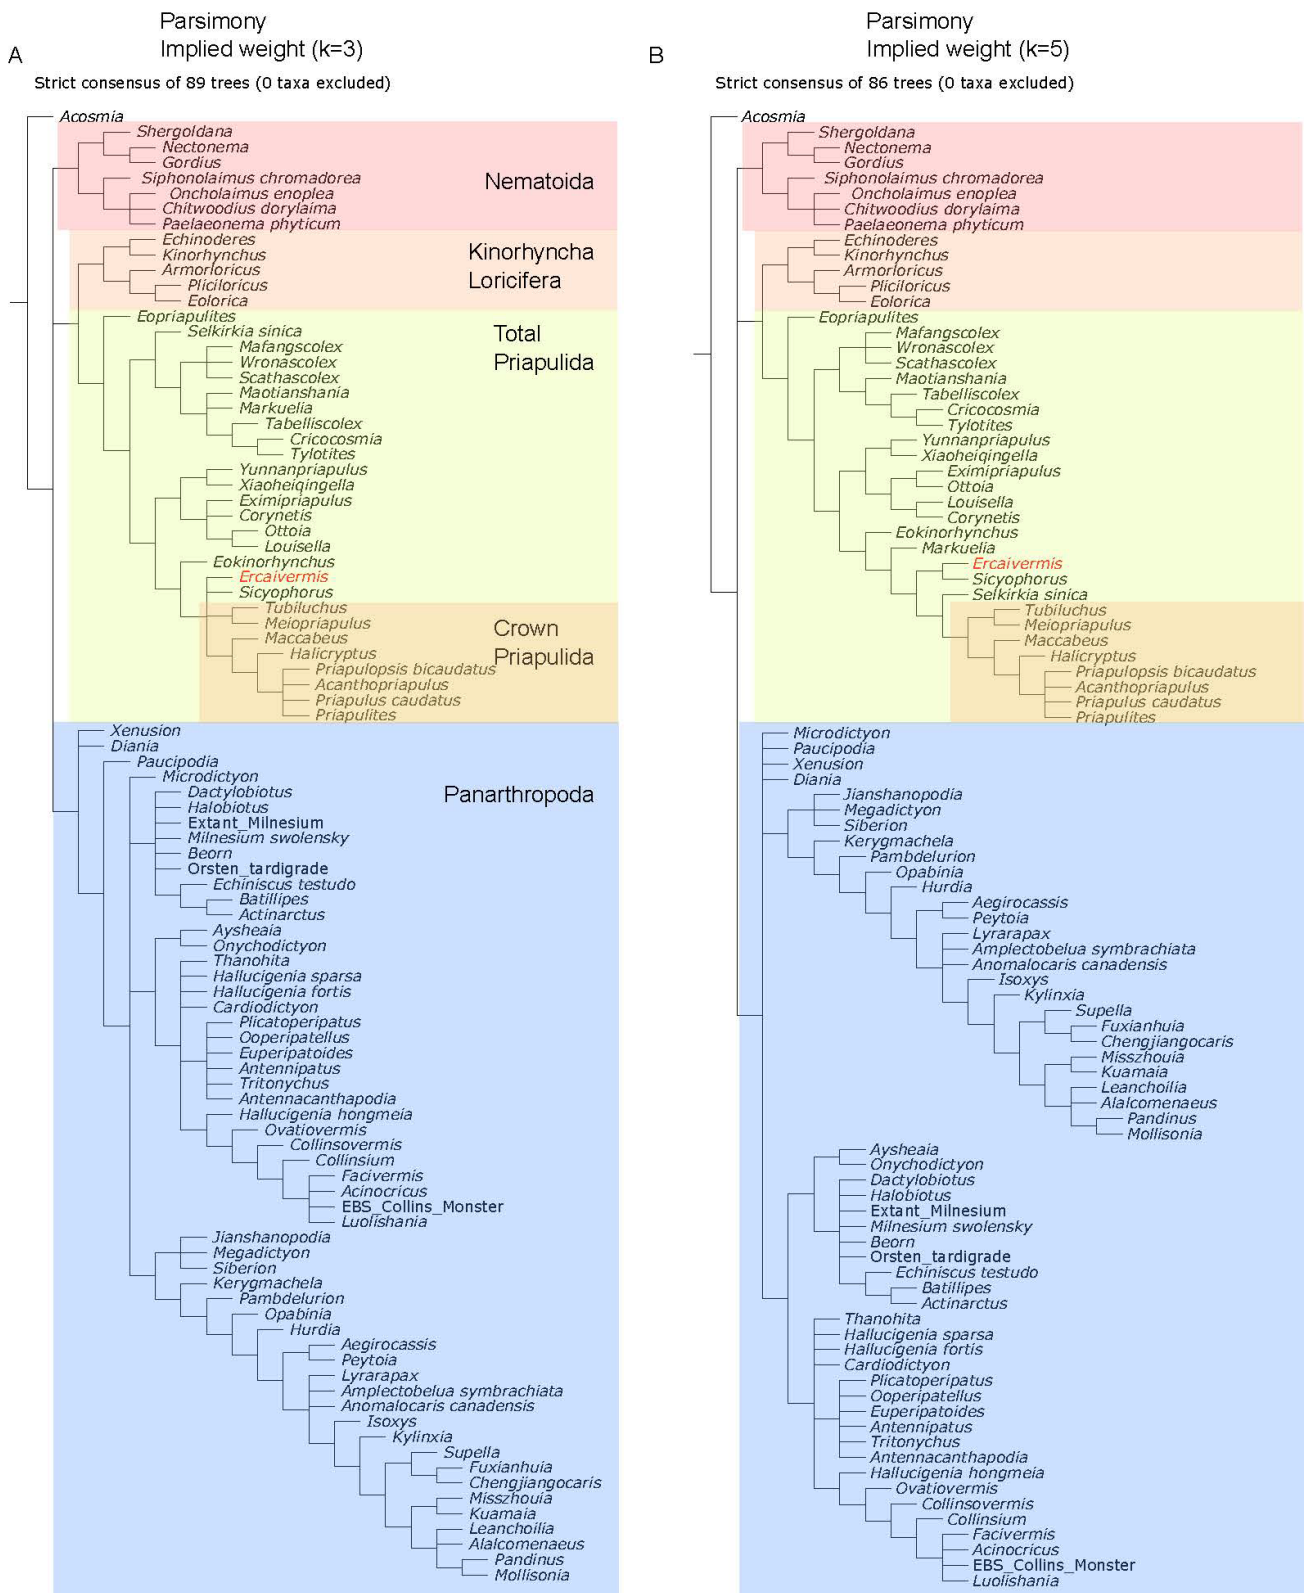 A
Parsimony
Implied weight (k=3)
Strict consensus of 89 trees (0 taxa excluded)
Acosmia
Shergoldana
Nectonema
Gordius
Siphonolaimus chromadorea
Oncholaimus enoplea
Chitwoodius dorylaima
Paelaeonema phyticum
Nematoida
Echinoderes
Kinorhynchus
Armorloricus
Pliciloricus
Eolorica
Kinorhyncha
Loricifera
Eopriapulites
Selkirkia sinica
Mafangscolex
Wronascolex
Scathascolex
Maotianshania
Markuelia
Tabelliscolex
Cricocosmia
Tylotites
Yunnanpriapulus
Xiaoheiqingella
Eximipriapulus
Corynetis
Ottoia
Louisella
Eokinorhynchus
Ercaivermis
Sicyophorus
Total
Priapulida
Tubiluchus
Meiopriapulus
Maccabeus
Halicryptus
Priapulopsis bicaudatus
Acanthopriapulus
Priapulus caudatus
Priapulites
Crown
Priapulida
Xenusion
Diania
Paucipodia
Microdictyon
Dactylobiotus
Halobiotus
Extant_Milnesium
Milnesium swolensky
Beorn
Orsten_tardigrade
Echiniscus testudo
Batillipes
Actinarctus
Aysheaia
Onychodictyon
Thanohita
Hallucigenia sparsa
Hallucigenia fortis
Cardiodictyon
Plicatoperipatus
Ooperipatellus
Euperipatoides
Antennipatus
Tritonychus
Antennacanthapodia
Hallucigenia hongmeia
Ovatiovermis
Collinsovermis
Collinsium
Facivermis
Acinocricus
EBS_Collins_Monster
Luolishania
Jianshanopodia
Megadictyon
Siberion
Kerygmachela
Pambdelurion
Opabinia
Hurdia
Aegirocassis
Peytoia
Lyrarapax
Amplectobelua symbrachiata
Anomalocaris canadensis
Isoxys
Kylinxia
Supella
Fuxianhuia
Chengjiangocaris
Misszhouia
Kuamaia
Leanchoilia
Alalcomenaeus
Pandinus
Mollisonia
Panarthropoda
B
Parsimony
Implied weight (k=5)
Strict consensus of 86 trees (0 taxa excluded)
Acosmia
Shergoldana
Nectonema
Gordius
Siphonolaimus chromadorea
Oncholaimus enoplea
Chitwoodius dorylaima
Paelaeonema phyticum
Echinoderes
Kinorhynchus
Armorloricus
Pliciloricus
Eolorica
Eopriapulites
Mafangscolex
Wronascolex
Scathascolex
Maotianshania
Tabelliscolex
Cricocosmia
Tylotites
Yunnanpriapulus
Xiaoheiqingella
Eximipriapulus
Ottoia
Louisella
Corynetis
Eokinorhynchus
Markuelia
Ercaivermis
Sicyophorus
Selkirkia sinica
Tubiluchus
Meiopriapulus
Maccabeus
Halicryptus
Priapulopsis bicaudatus
Acanthopriapulus
Priapulus caudatus
Priapulites
Microdictyon
Paucipodia
Xenusion
Diania
Jianshanopodia
Megadictyon
Siberion
Kerygmachela
Pambdelurion
Opabinia
Hurdia
Aegirocassis
Peytoia
Lyrarapax
Amplectobelua symbrachiata
Anomalocaris canadensis
Isoxys
Kylinxia
Supella
Fuxianhuia
Chengjiangocaris
Misszhouia
Kuamaia
Leanchoilia
Alalcomenaeus
Pandinus
Mollisonia
Aysheaia
Onychodictyon
Dactylobiotus
Halobiotus
Extant_Milnesium
Milnesium swolensky
Beorn
Orsten_tardigrade
Echiniscus testudo
Batillipes
Actinarctus
Thanohita
Hallucigenia sparsa
Hallucigenia fortis
Cardiodictyon
Plicatoperipatus
Ooperipatellus
Euperipatoides
Antennipatus
Tritonychus
Antennacanthapodia
Hallucigenia hongmeia
Ovatiovermis
Collinsovermis
Collinsium
Facivermis
Acinocricus
EBS_Collins_Monster
Luolishania